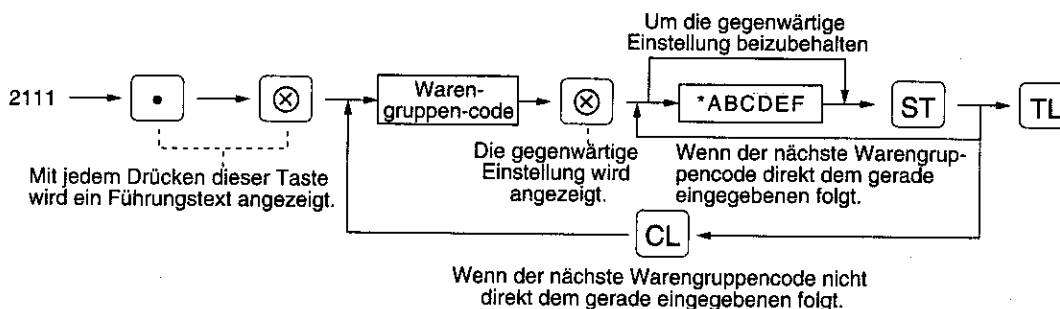 Um die gegenwärtige
Einstellung beizubehalten
2111
•
⊗
Waren-
gruppen-code
⊗
*ABCDEF
ST
TL
Mit jedem Drücken dieser Taste
wird ein Führungstext angezeigt.
Die gegenwärtige
Einstellung wird
angezeigt.
Wenn der nächste Warengrup-
pencode direkt dem gerade
eingegebenen folgt.
CL
Wenn der nächste Warengruppencode nicht
direkt dem gerade eingegebenen folgt.